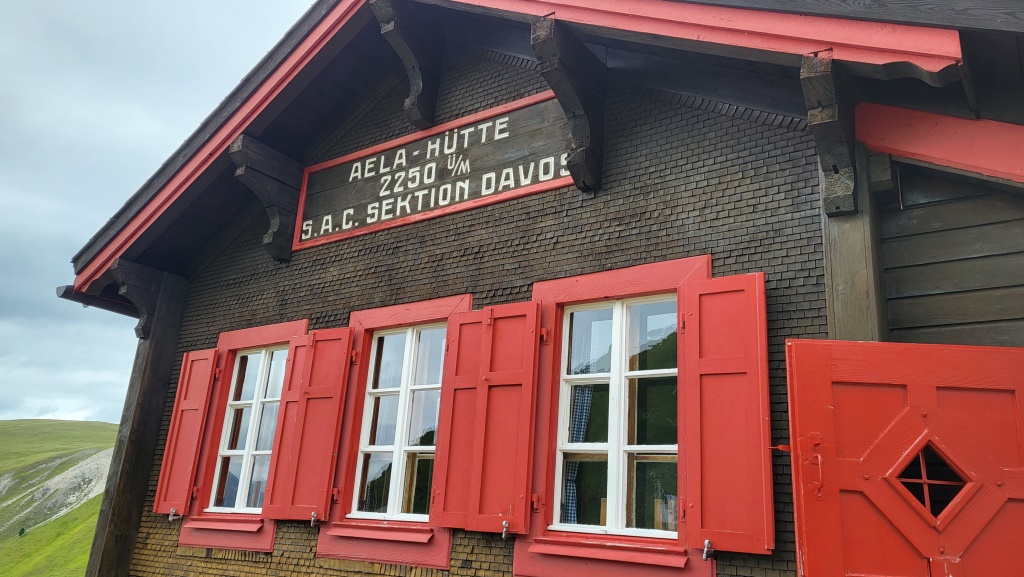 AELA-HÜTTE
2250 Ü/M
S.A.C. SEKTION DAVOS